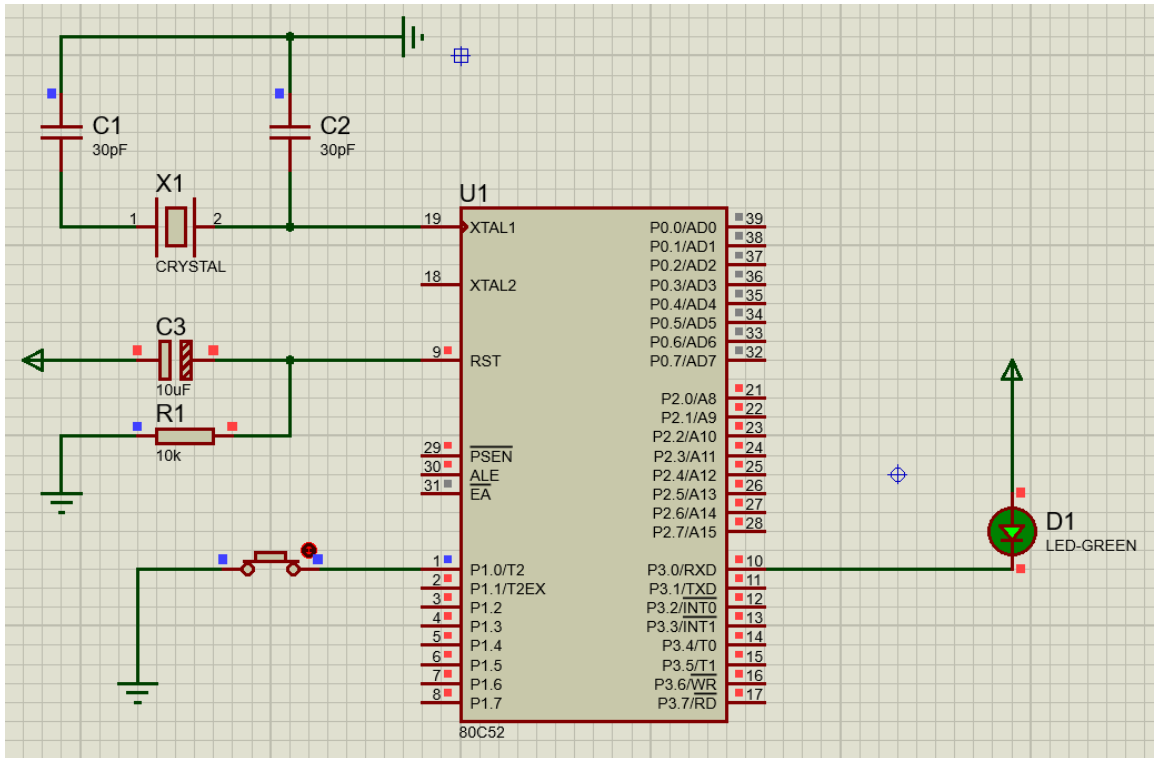 C1
30pF
C2
30pF
X1
1
2
CRYSTAL
C3
10uF
R1
10k
U1
19 XTAL1
18 XTAL2
9 RST
29 PSEN
30 ALE
31 EA
1 P1.0/T2
2 P1.1/T2EX
3 P1.2
4 P1.3
5 P1.4
6 P1.5
7 P1.6
8 P1.7
P0.0/AD0 39
P0.1/AD1 38
P0.2/AD2 37
P0.3/AD3 36
P0.4/AD4 35
P0.5/AD5 34
P0.6/AD6 33
P0.7/AD7 32
P2.0/A8 21
P2.1/A9 22
P2.2/A10 23
P2.3/A11 24
P2.4/A12 25
P2.5/A13 26
P2.6/A14 27
P2.7/A15 28
P3.0/RXD 10
P3.1/TXD 11
P3.2/INT0 12
P3.3/INT1 13
P3.4/T0 14
P3.5/T1 15
P3.6/WR 16
P3.7/RD 17
80C52
D1
LED-GREEN